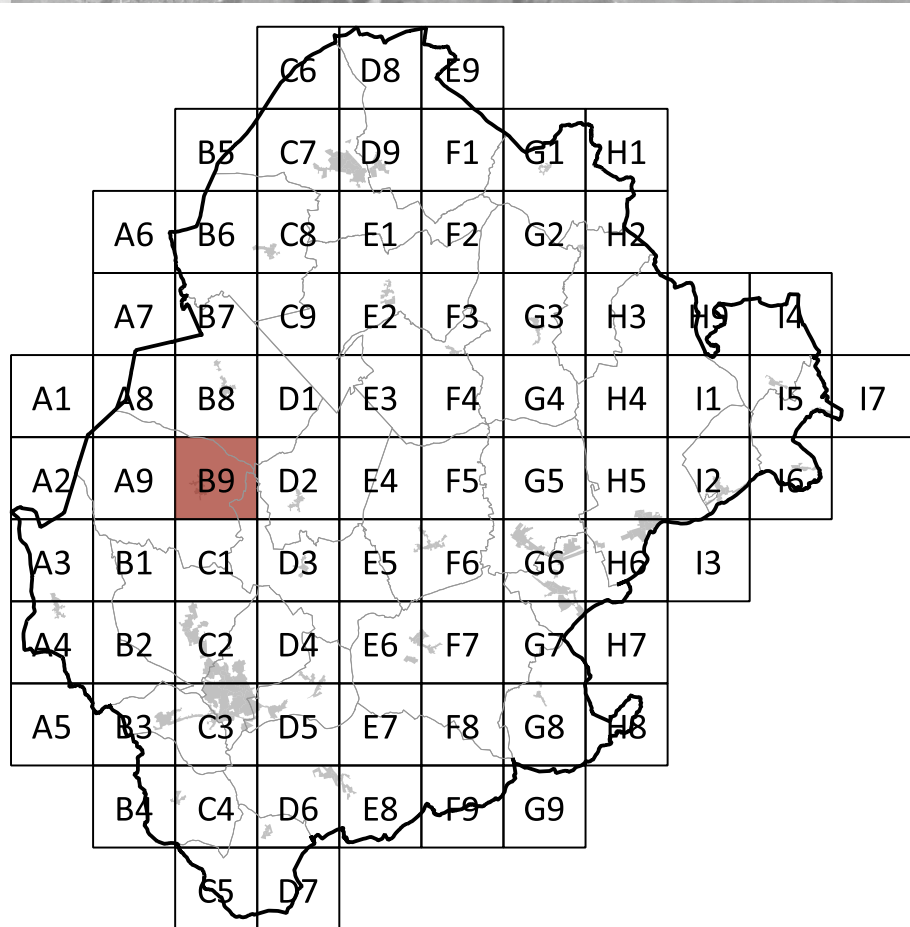 C6 D8 E9
B5 C7 D9 F1 G1 H1
A6 B6 C8 E1 F2 G2 H2
A7 B7 C9 E2 F3 G3 H3 H9 I4
A1 A8 B8 D1 E3 F4 G4 H4 I1 I5 I7
A2 A9 B9 D2 E4 F5 G5 H5 I2 I6
A3 B1 C1 D3 E5 F6 G6 H6 I3
A4 B2 C2 D4 E6 F7 G7 H7
A5 B3 C3 D5 E7 F8 G8 H8
B4 C4 D6 E8 F9 G9
C5 D7